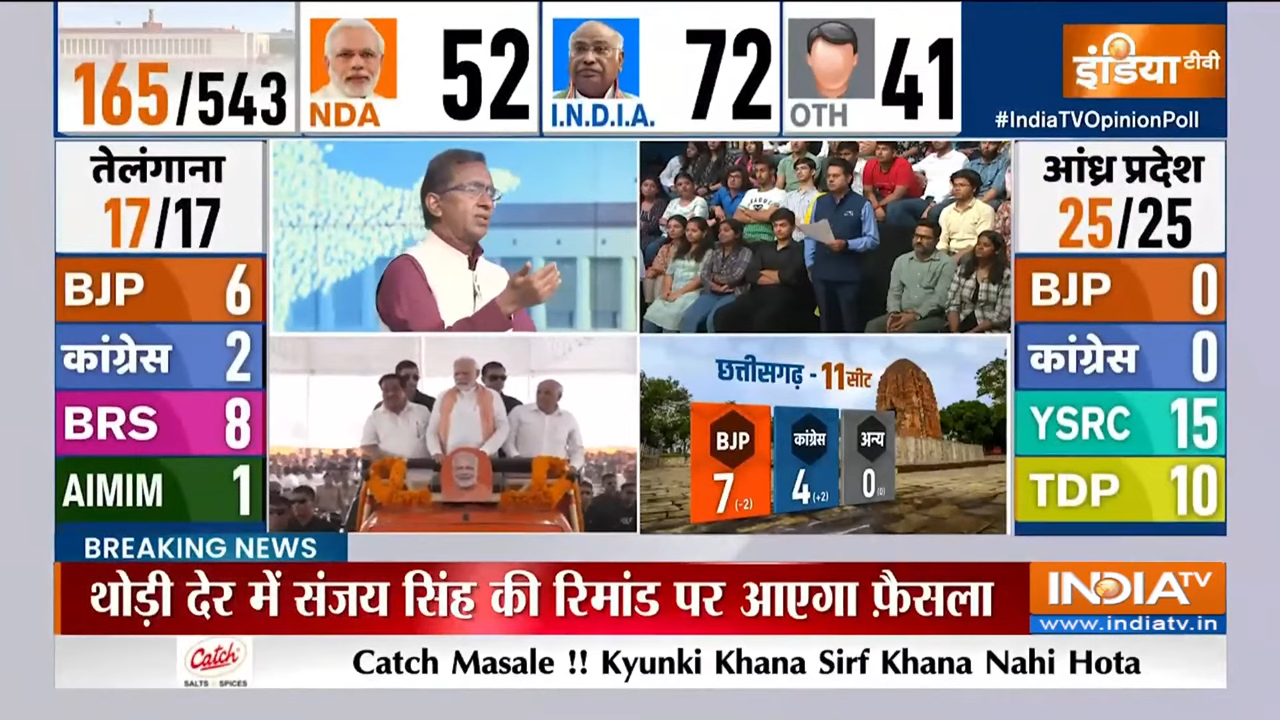 165/543
NDA
52
I.N.D.I.A.
72
OTH
41
इंडिया टीवी
#IndiaTVOpinionPoll
तेलंगाना
17/17
BJP 6
कांग्रेस 2
BRS 8
AIMIM 1
छत्तीसगढ़ - 11 सीट
BJP
7 (-2)
कांग्रेस
4 (+2)
अन्य
0 (0)
आंध्र प्रदेश
25/25
BJP 0
कांग्रेस 0
YSRC 15
TDP 10
BREAKING NEWS
थोड़ी देर में संजय सिंह की रिमांड पर आएगा फ़ैसला
INDIA TV
www.indiatv.in
Catch
SALTS & SPICES
Catch Masale !! Kyunki Khana Sirf Khana Nahi Hota